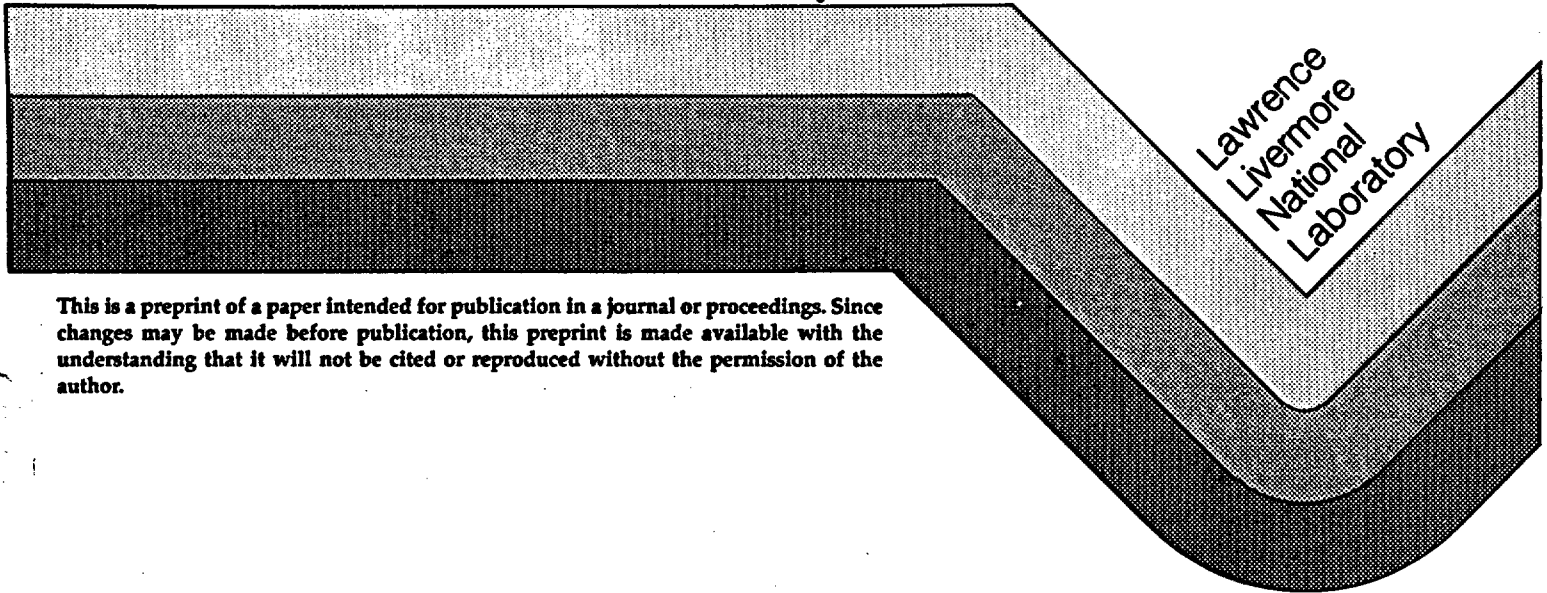 Lawrence
Livermore
National
Laboratory
This is a preprint of a paper intended for publication in a journal or proceedings. Since
changes may be made before publication, this preprint is made available with the
understanding that it will not be cited or reproduced without the permission of the
author.